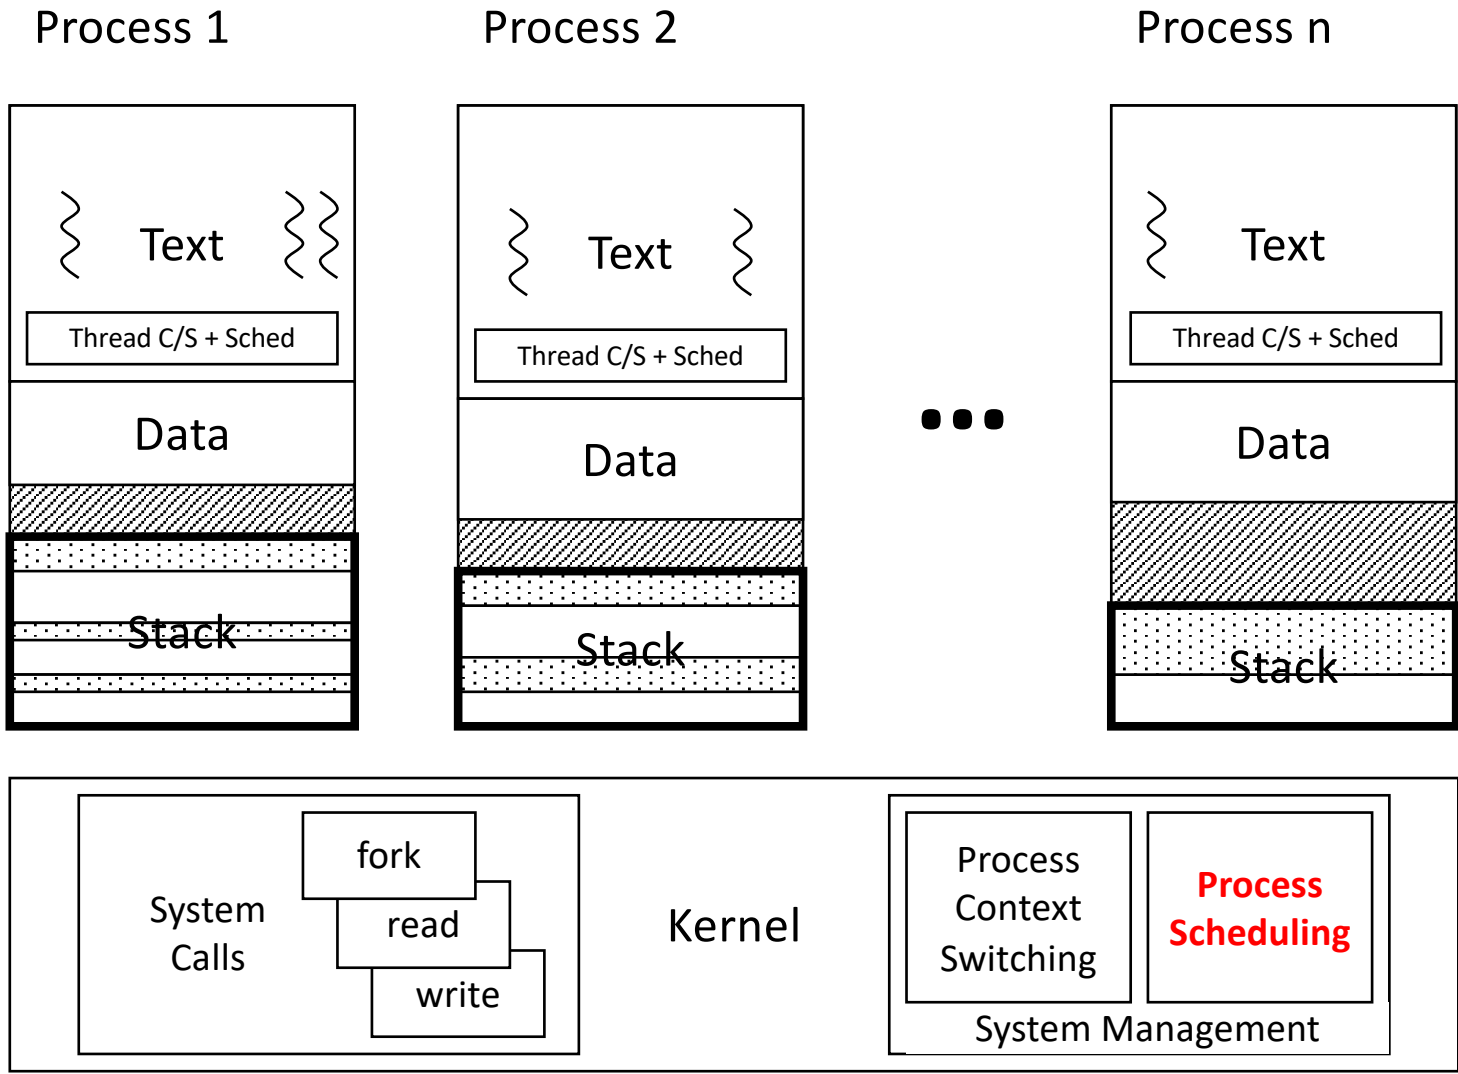 Process 1
Process 2
Process n
Text
Thread C/S + Sched
Data
Stack
Text
Thread C/S + Sched
Data
Stack
...
Text
Thread C/S + Sched
Data
Stack
System
Calls
fork
read
write
Kernel
Process
Context
Switching
Process
Scheduling
System Management